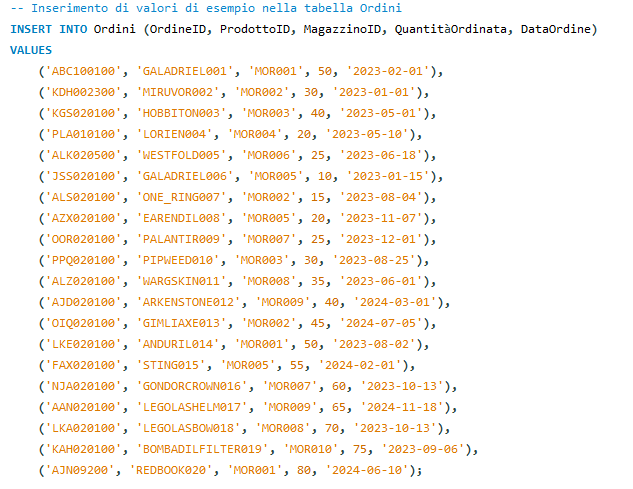 -- Inserimento di valori di esempio nella tabella Ordini
INSERT INTO Ordini (OrdineID, ProdottoID, MagazzinoID, QuantitàOrdinata, DataOrdine)
VALUES
('ABC100100', 'GALADRIEL001', 'MOR001', 50, '2023-02-01'),
('KDH002300', 'MIRUVOR002', 'MOR002', 30, '2023-01-01'),
('KGS020100', 'HOBBITON003', 'MOR003', 40, '2023-05-01'),
('PLA010100', 'LORIEN004', 'MOR004', 20, '2023-05-10'),
('ALK020500', 'WESTFOLD005', 'MOR006', 25, '2023-06-18'),
('JSS020100', 'GALADRIEL006', 'MOR005', 10, '2023-01-15'),
('ALS020100', 'ONE_RING007', 'MOR002', 15, '2023-08-04'),
('AZX020100', 'EARENDIL008', 'MOR005', 20, '2023-11-07'),
('OOR020100', 'PALANTIR009', 'MOR007', 25, '2023-12-01'),
('PPQ020100', 'PIPWEED010', 'MOR003', 30, '2023-08-25'),
('ALZ020100', 'WARGSKIN011', 'MOR008', 35, '2023-06-01'),
('AJD020100', 'ARKENSTONE012', 'MOR009', 40, '2024-03-01'),
('OIQ020100', 'GIMLIAXE013', 'MOR002', 45, '2024-07-05'),
('LKE020100', 'ANDURIL014', 'MOR001', 50, '2023-08-02'),
('FAX020100', 'STING015', 'MOR005', 55, '2024-02-01'),
('NJA020100', 'GONDORCROWN016', 'MOR007', 60, '2023-10-13'),
('AAN020100', 'LEGOLASHELM017', 'MOR009', 65, '2024-11-18'),
('LKA020100', 'LEGOLASBOW018', 'MOR008', 70, '2023-10-13'),
('KAH020100', 'BOMBADILFILTER019', 'MOR010', 75, '2023-09-06'),
('AJN09200', 'REDBOOK020', 'MOR001', 80, '2024-06-10');